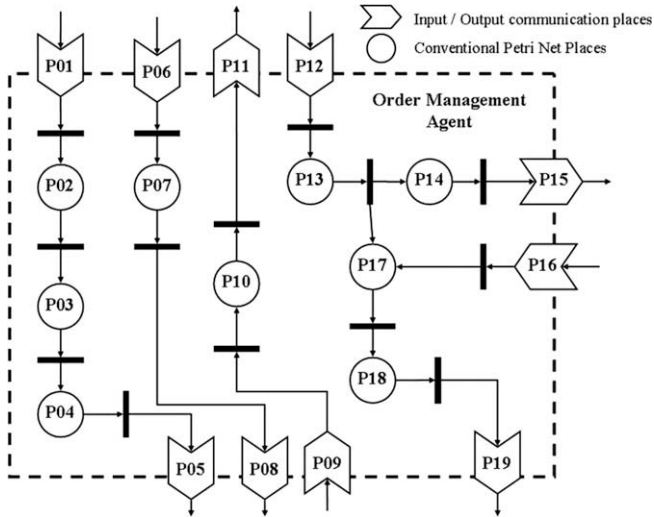 Input / Output communication places
Conventional Petri Net Places
P01
P06
P11
P12
Order Management
Agent
P02
P07
P13
P14
P15
P17
P16
P10
P03
P18
P04
P05
P08
P09
P19